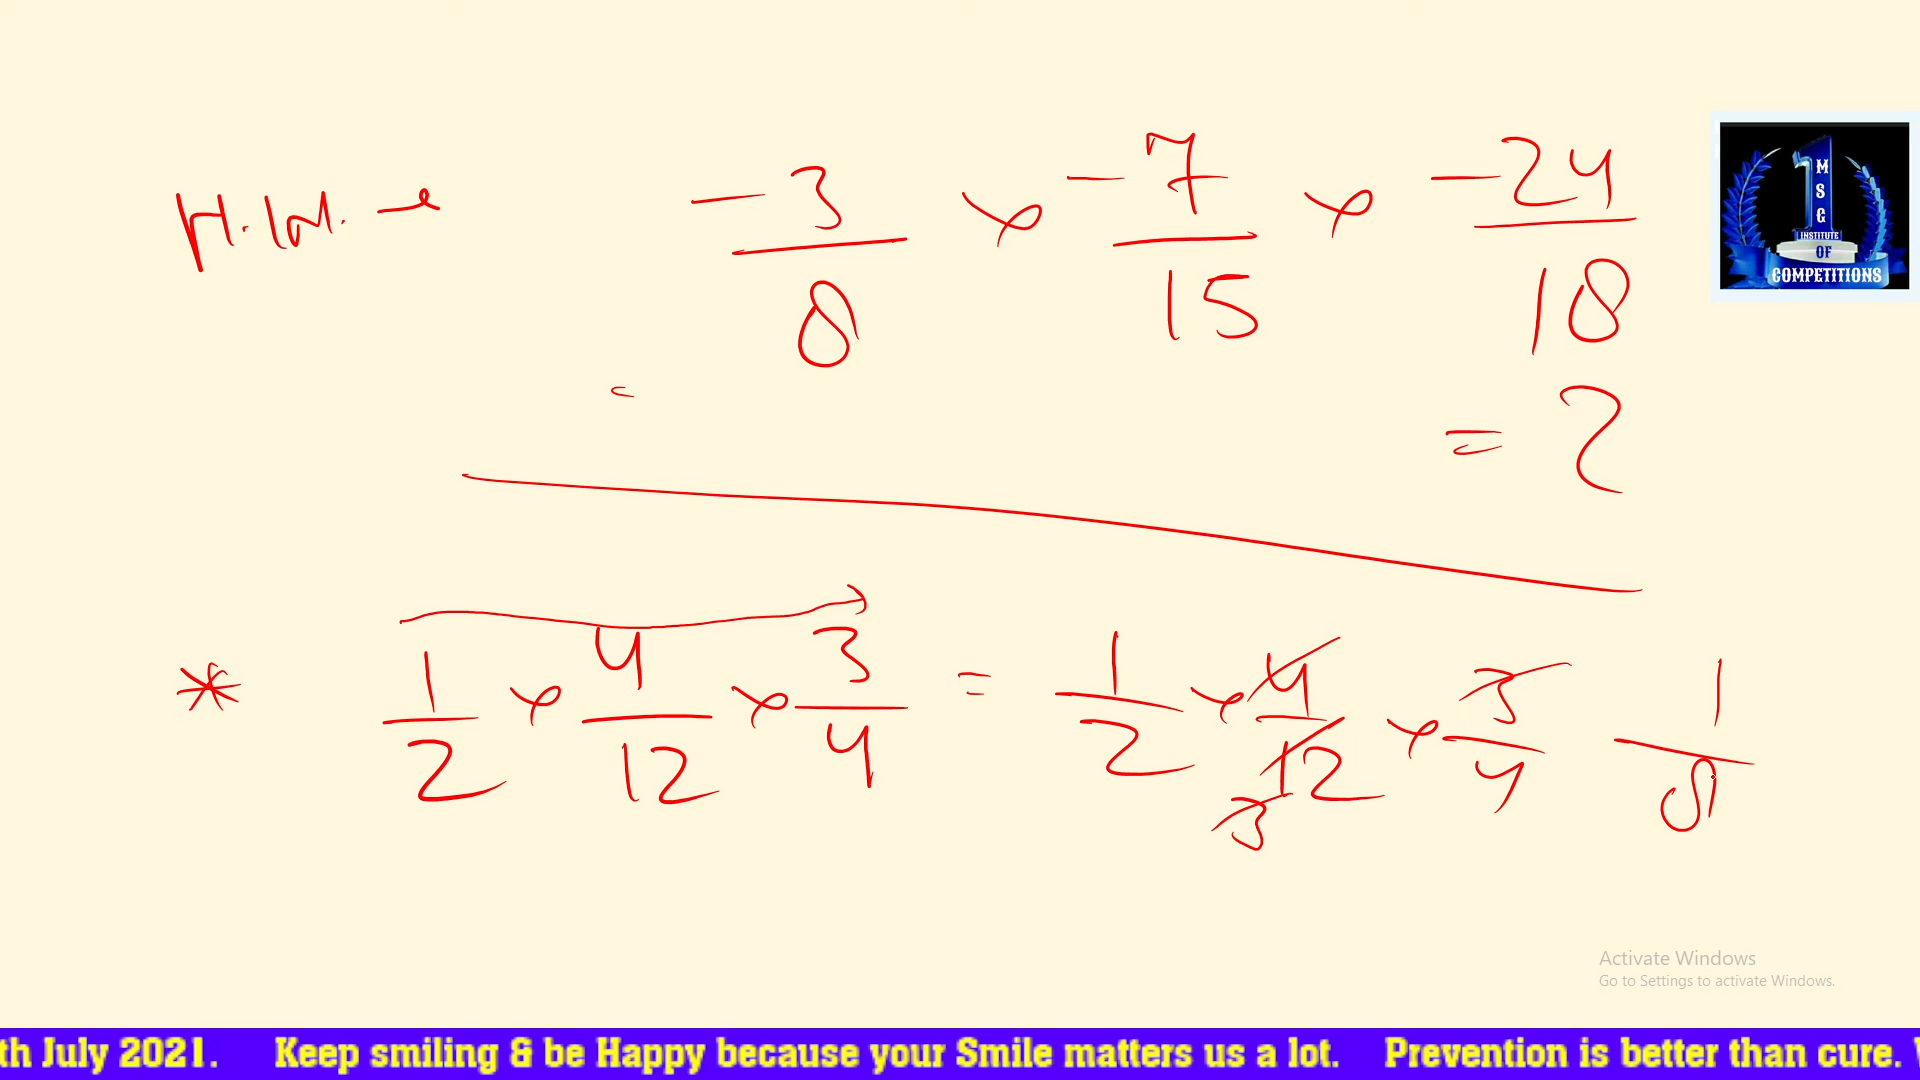 H.W. → -3/8 × -7/15 × -24/18
= = ?
* 1/2 × 4/12 × 3/4 = 1/2 × 4/12 × 3/4 1/8
3
1 MSG
INSTITUTE
OF
COMPETITIONS
Activate Windows
Go to Settings to activate Windows.
th July 2021. Keep smiling & be Happy because your Smile matters us a lot. Prevention is better than cure.